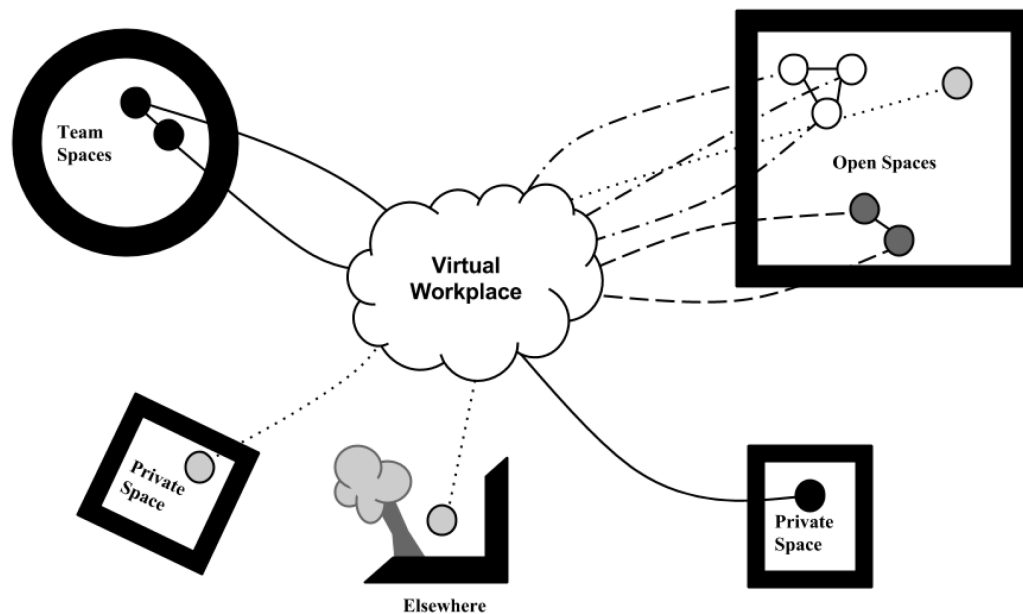 Team
Spaces
Open Spaces
Virtual
Workplace
Private
Space
Elsewhere
Private
Space